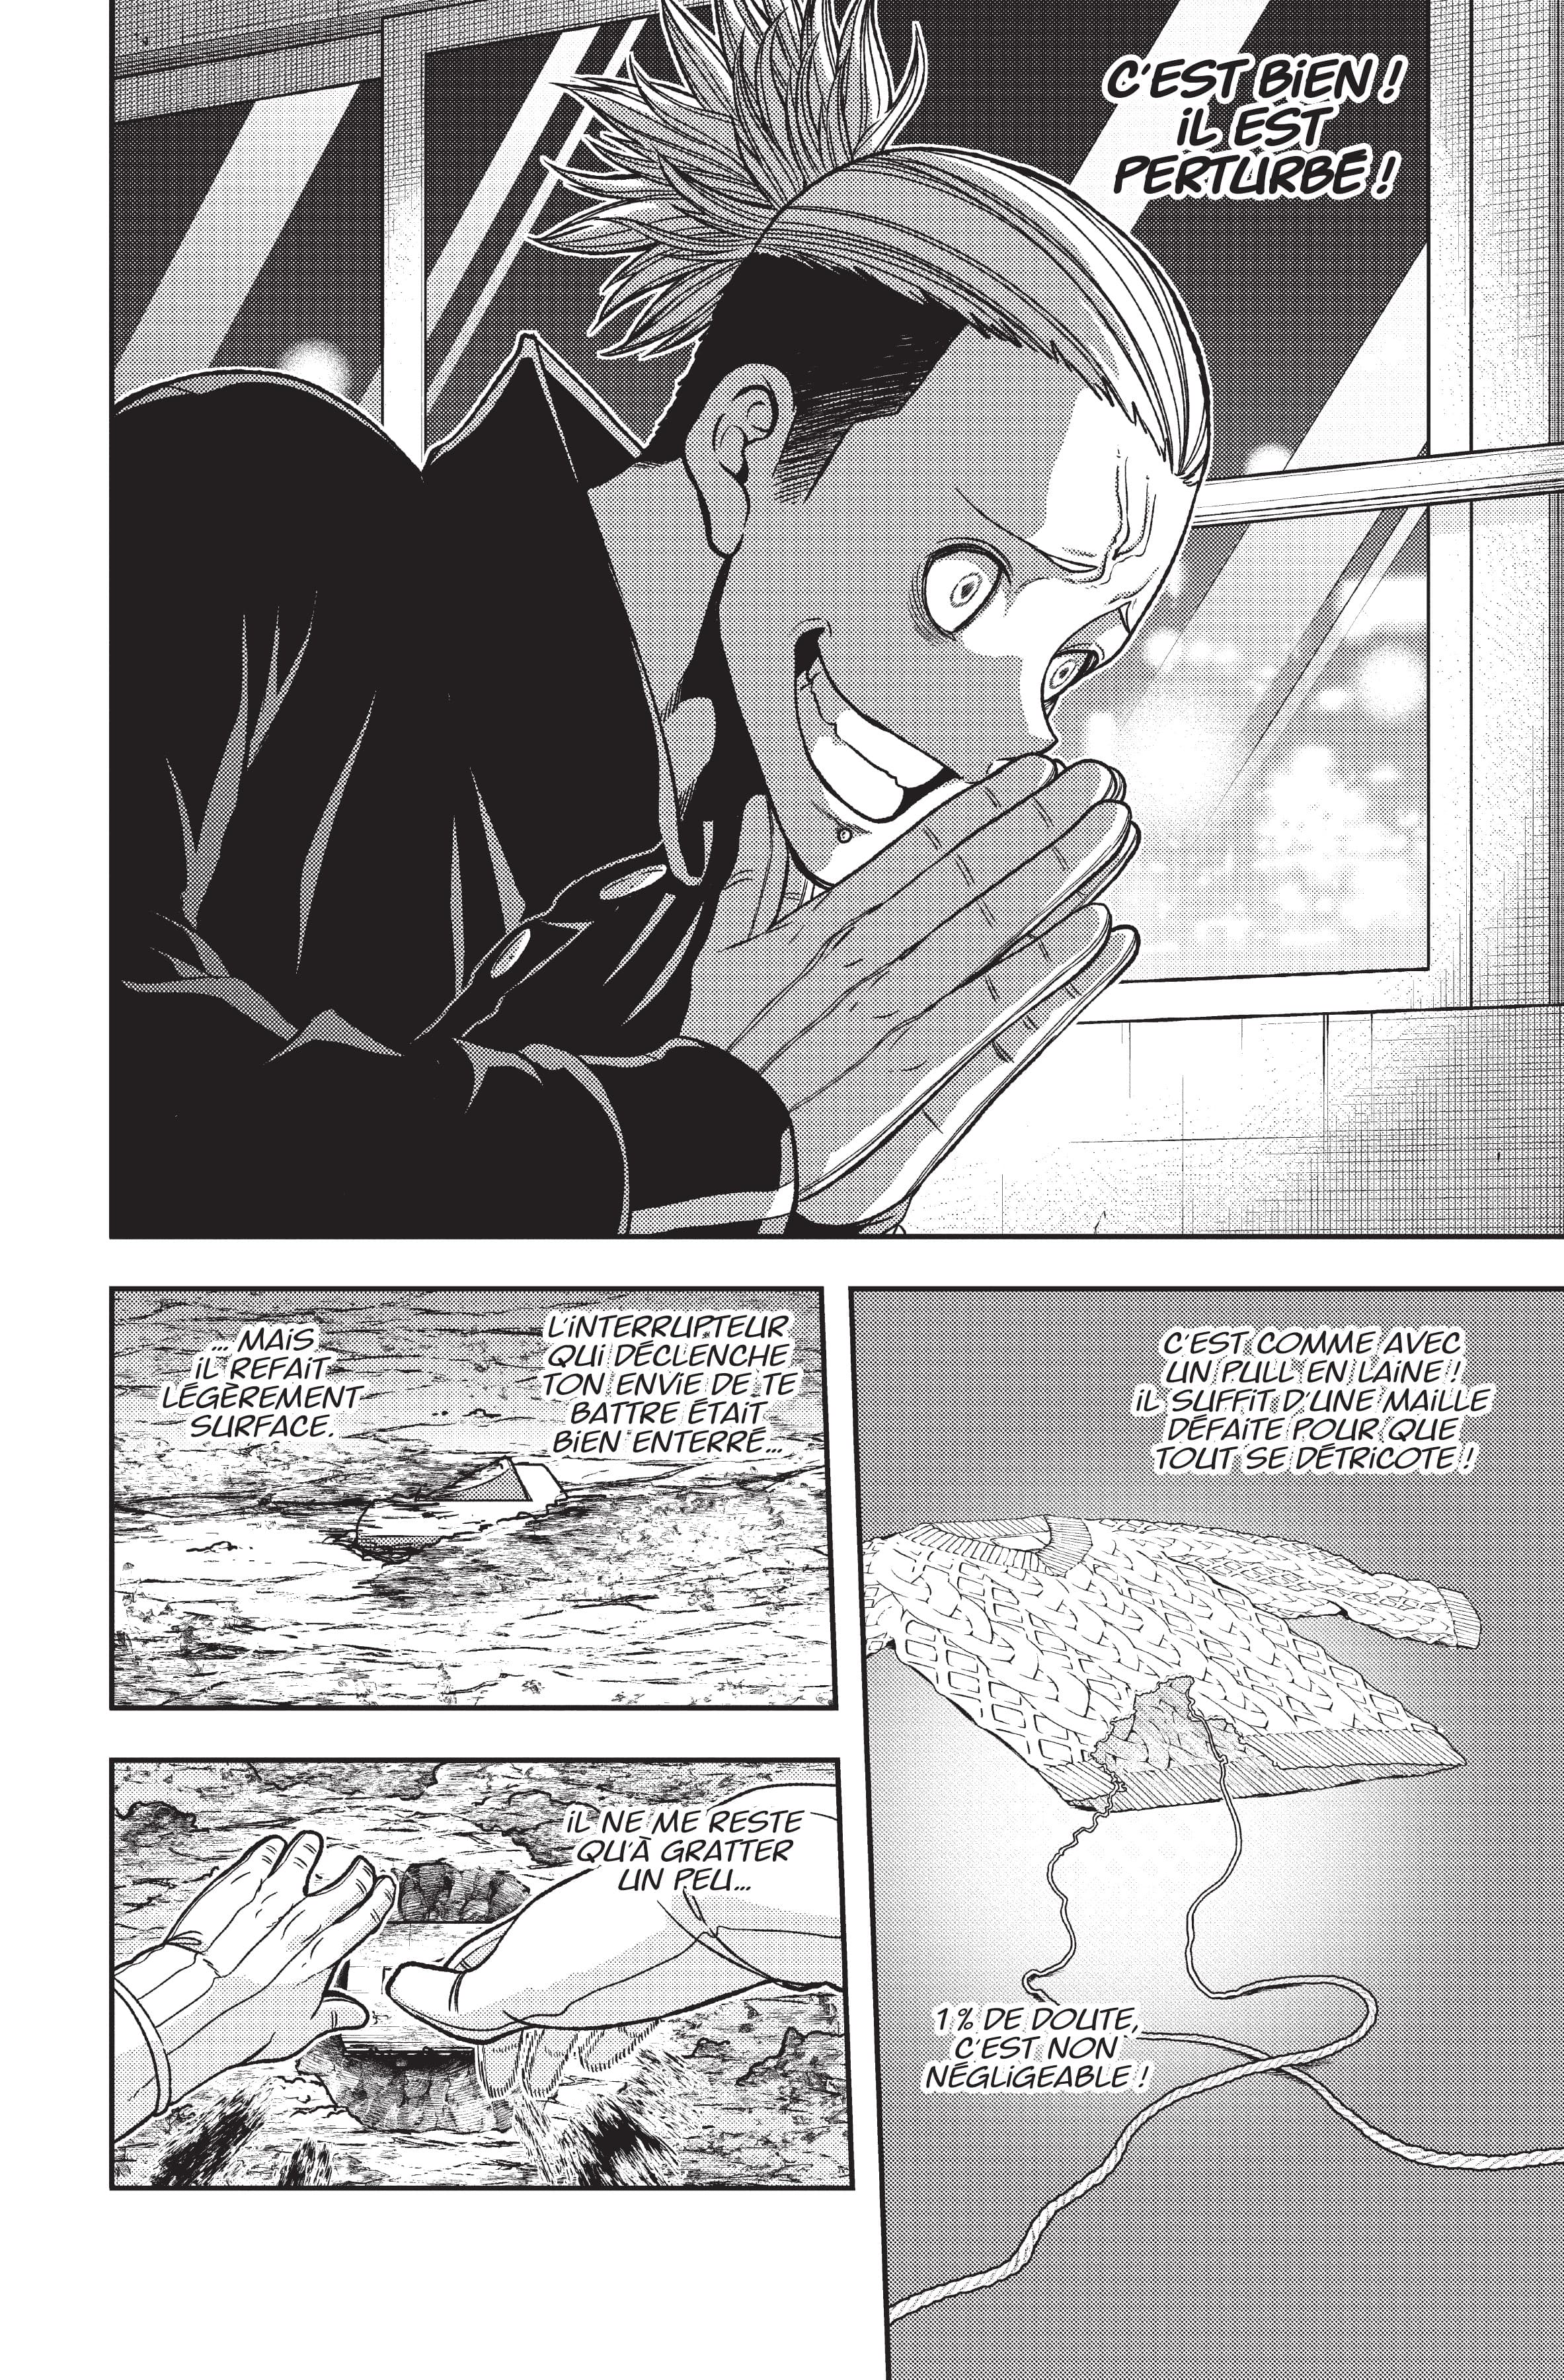 C'EST BIEN !
IL EST
PERTURBÉ !
C'EST COMME AVEC
UN PULL EN LAINE !
IL SUFFIT D'UNE MAILLE
DÉFAITE POUR QUE
TOUT SE DÉTRICOTE !
1 % DE DOUTE,
C'EST NON
NÉGLIGEABLE !
L'INTERRUPTEUR
QUI DÉCLENCHE
TON ENVIE DE TE
BATTRE ÉTAIT
BIEN ENTERRÉ...
... MAIS
IL REFAIT
LÉGÈREMENT
SURFACE.
IL NE ME RESTE
QU'À GRATTER
UN PEU...